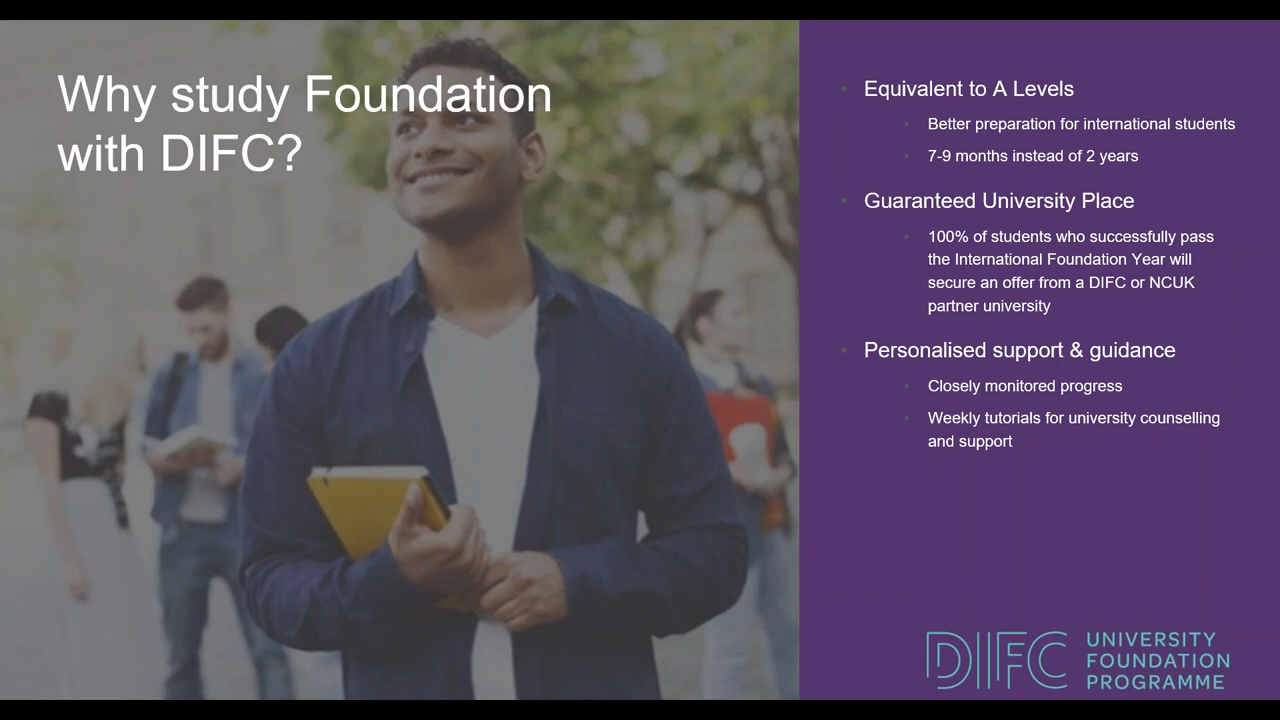 Why study Foundation
with DIFC?
Equivalent to A Levels
Better preparation for international students
7-9 months instead of 2 years
Guaranteed University Place
100% of students who successfully pass
the International Foundation Year will
secure an offer from a DIFC or NCUK
partner university
Personalised support & guidance
Closely monitored progress
Weekly tutorials for university counselling
and support
DIFC
UNIVERSITY
FOUNDATION
PROGRAMME